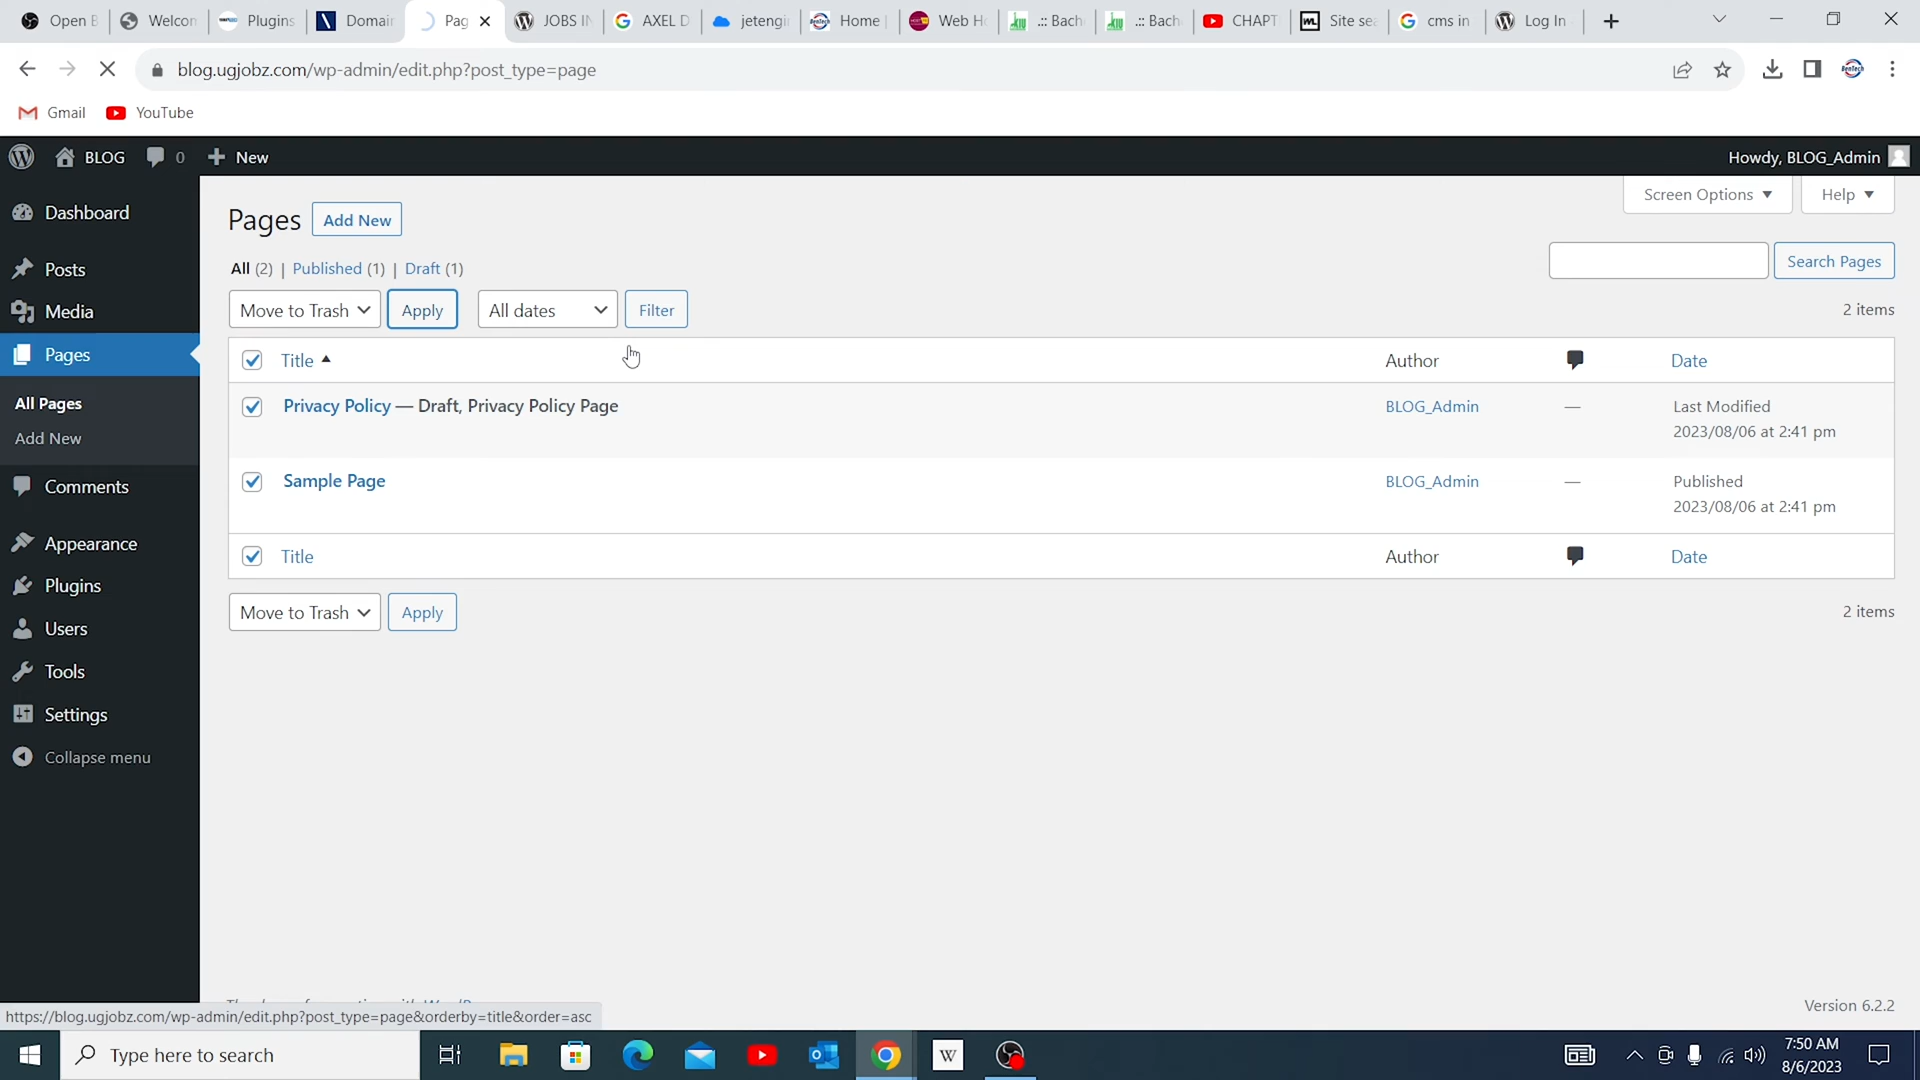 Open B
Welcon
Plugins
Domair
Pag
JOBS IN
AXEL D
jetengi
Home |
Web H
.:: Bach
.:: Bach
CHAPT
Site sea
cms in
Log In
blog.ugjobz.com/wp-admin/edit.php?post_type=page
Gmail YouTube
BLOG 0 New Howdy, BLOG_Admin
Screen Options Help
Dashboard
Posts
Media
Pages
All Pages
Add New
Comments
Appearance
Plugins
Users
Tools
Settings
Collapse menu
Pages Add New
All (2) | Published (1) | Draft (1)
Search Pages
Move to Trash Apply All dates Filter 2 items
Title Author Date
Privacy Policy — Draft, Privacy Policy Page BLOG_Admin — Last Modified
2023/08/06 at 2:41 pm
Sample Page BLOG_Admin — Published
2023/08/06 at 2:41 pm
Title Author Date
Move to Trash Apply 2 items
Version 6.2.2
https://blog.ugjobz.com/wp-admin/edit.php?post_type=page&orderby=title&order=asc
Type here to search
W
7:50 AM
8/6/2023